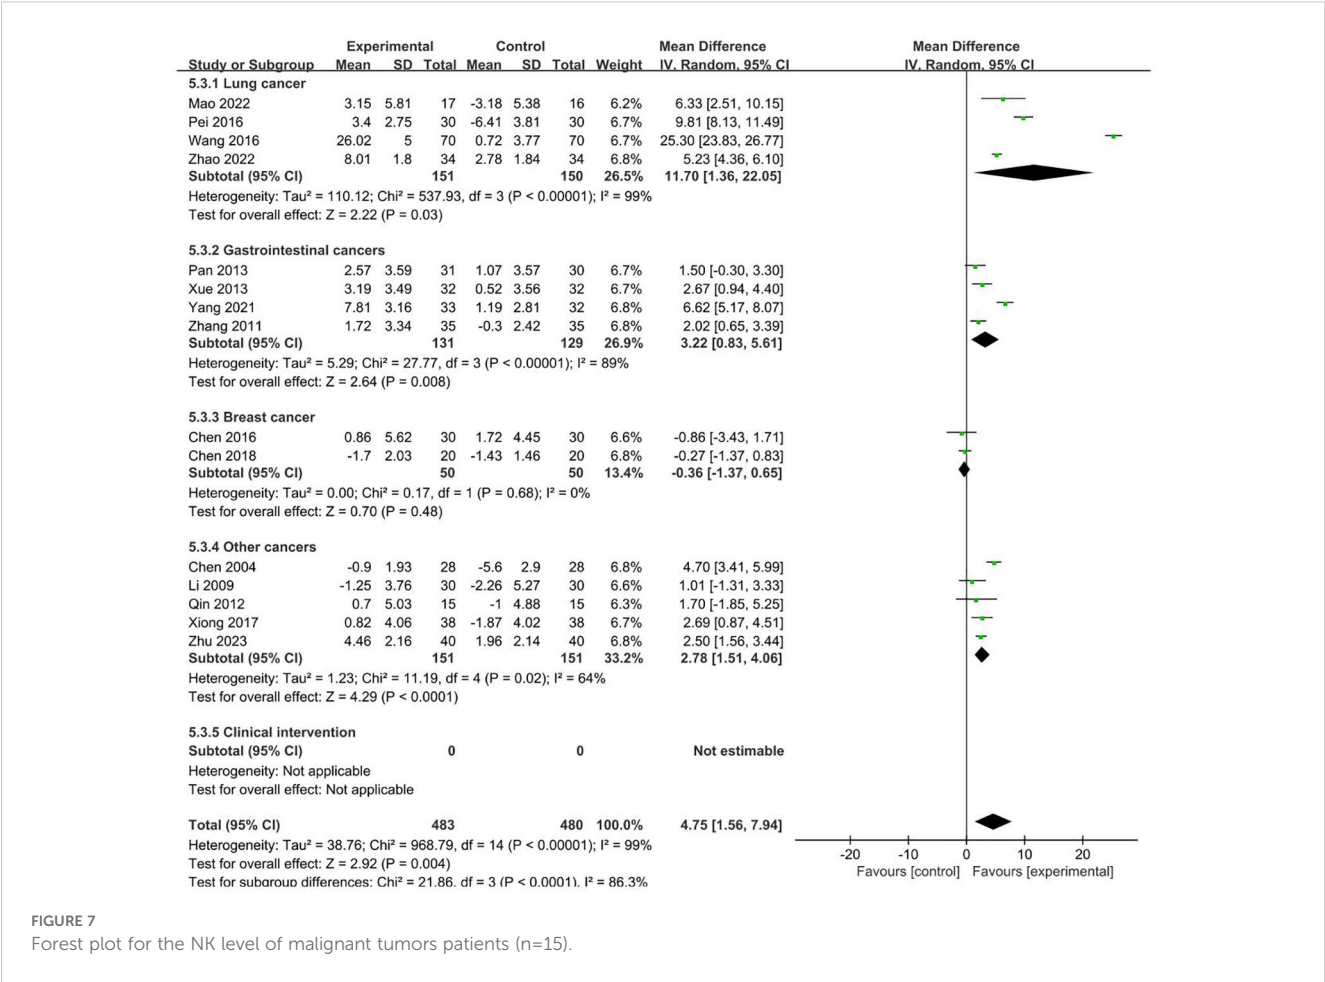 Experimental Control Mean Difference Mean Difference
Study or Subgroup Mean SD Total Mean SD Total Weight IV, Random, 95% CI IV, Random, 95% CI
5.3.1 Lung cancer
Mao 2022 3.15 5.81 17 -3.18 5.38 16 6.2% 6.33 [2.51, 10.15]
Pei 2016 3.4 2.75 30 -6.41 3.81 30 6.7% 9.81 [8.13, 11.49]
Wang 2016 26.02 5 70 0.72 3.77 70 6.7% 25.30 [23.83, 26.77]
Zhao 2022 8.01 1.8 34 2.78 1.84 34 6.8% 5.23 [4.36, 6.10]
Subtotal (95% CI) 151 150 26.5% 11.70 [1.36, 22.05]
Heterogeneity: Tau² = 110.12; Chi² = 537.93, df = 3 (P < 0.00001); I² = 99%
Test for overall effect: Z = 2.22 (P = 0.03)
5.3.2 Gastrointestinal cancers
Pan 2013 2.57 3.59 31 1.07 3.57 30 6.7% 1.50 [-0.30, 3.30]
Xue 2013 3.19 3.49 32 0.52 3.56 32 6.7% 2.67 [0.94, 4.40]
Yang 2021 7.81 3.16 33 1.19 2.81 32 6.8% 6.62 [5.17, 8.07]
Zhang 2011 1.72 3.34 35 -0.3 2.42 35 6.8% 2.02 [0.65, 3.39]
Subtotal (95% CI) 131 129 26.9% 3.22 [0.83, 5.61]
Heterogeneity: Tau² = 5.29; Chi² = 27.77, df = 3 (P < 0.00001); I² = 89%
Test for overall effect: Z = 2.64 (P = 0.008)
5.3.3 Breast cancer
Chen 2016 0.86 5.62 30 1.72 4.45 30 6.6% -0.86 [-3.43, 1.71]
Chen 2018 -1.7 2.03 20 -1.43 1.46 20 6.8% -0.27 [-1.37, 0.83]
Subtotal (95% CI) 50 50 13.4% -0.36 [-1.37, 0.65]
Heterogeneity: Tau² = 0.00; Chi² = 0.17, df = 1 (P = 0.68); I² = 0%
Test for overall effect: Z = 0.70 (P = 0.48)
5.3.4 Other cancers
Chen 2004 -0.9 1.93 28 -5.6 2.9 28 6.8% 4.70 [3.41, 5.99]
Li 2009 -1.25 3.76 30 -2.26 5.27 30 6.6% 1.01 [-1.31, 3.33]
Qin 2012 0.7 5.03 15 -1 4.88 15 6.3% 1.70 [-1.85, 5.25]
Xiong 2017 0.82 4.06 38 -1.87 4.02 38 6.7% 2.69 [0.87, 4.51]
Zhu 2023 4.46 2.16 40 1.96 2.14 40 6.8% 2.50 [1.56, 3.44]
Subtotal (95% CI) 151 151 33.2% 2.78 [1.51, 4.06]
Heterogeneity: Tau² = 1.23; Chi² = 11.19, df = 4 (P = 0.02); I² = 64%
Test for overall effect: Z = 4.29 (P < 0.0001)
5.3.5 Clinical intervention
Subtotal (95% CI) 0 0 Not estimable
Heterogeneity: Not applicable
Test for overall effect: Not applicable
Total (95% CI) 483 480 100.0% 4.75 [1.56, 7.94]
Heterogeneity: Tau² = 38.76; Chi² = 968.79, df = 14 (P < 0.00001); I² = 99%
Test for overall effect: Z = 2.92 (P = 0.004)
Test for subgroup differences: Chi² = 21.86, df = 3 (P < 0.0001), I² = 86.3%
-20 -10 0 10 20
Favours [control] Favours [experimental]
FIGURE 7
Forest plot for the NK level of malignant tumors patients (n=15).